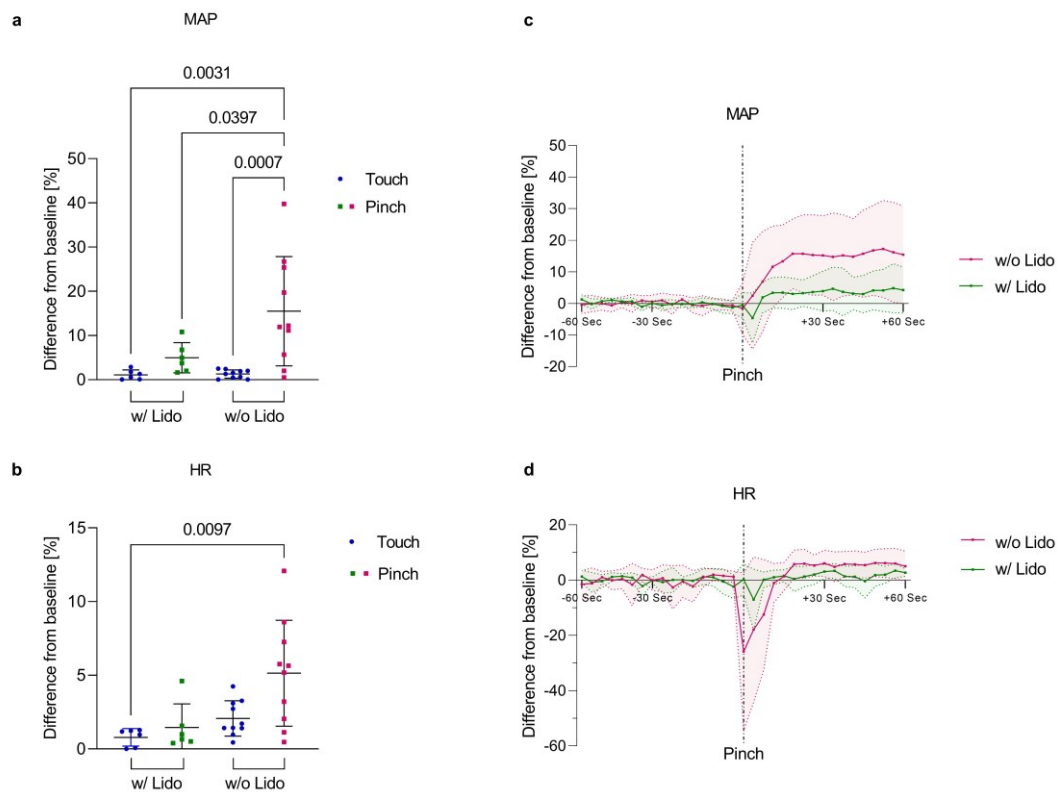 a
MAP
0.0031
0.0397
0.0007
50
40
30
20
10
0
Difference from baseline [%]
Touch
Pinch
w/ Lido
w/o Lido
c
MAP
50
40
30
20
10
0
-10
-20
Difference from baseline [%]
-60 Sec
-30 Sec
+30 Sec
+60 Sec
Pinch
w/o Lido
w/ Lido
b
HR
0.0097
15
10
5
0
Difference from baseline [%]
Touch
Pinch
w/ Lido
w/o Lido
d
HR
20
0
-20
-40
-60
Difference from baseline [%]
-60 Sec
-30 Sec
+30 Sec
+60 Sec
Pinch
w/o Lido
w/ Lido